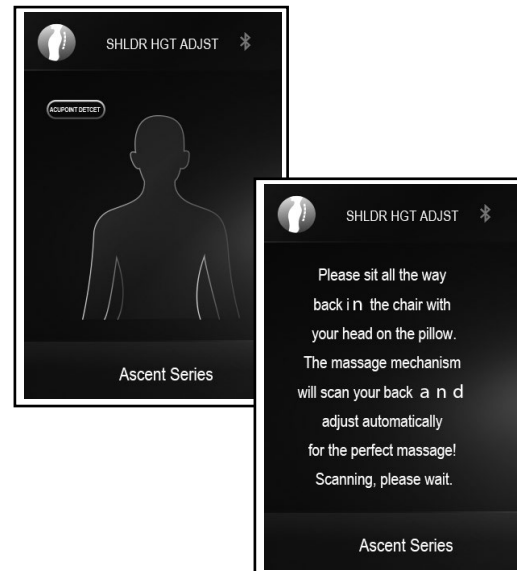 SHLDR HGT ADJST
ACUPOINT DETCET
Ascent Series
SHLDR HGT ADJST
Please sit all the way
back in the chair with
your head on the pillow.
The massage mechanism
will scan your back and
adjust automatically
for the perfect massage!
Scanning, please wait.
Ascent Series